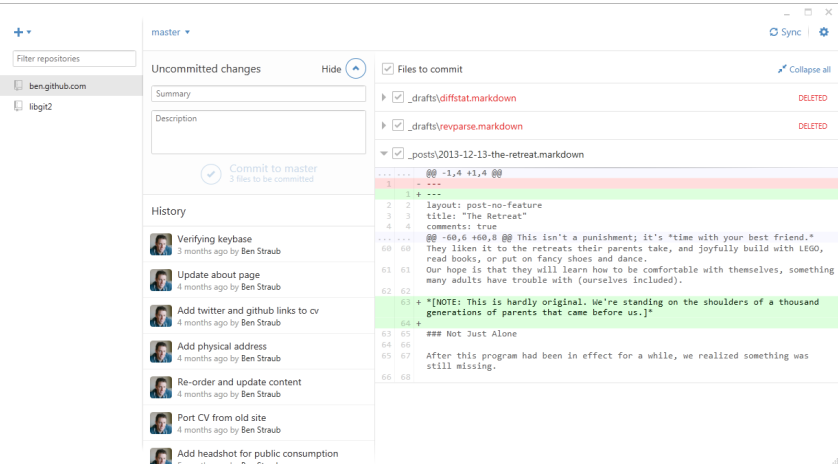 master
Sync
Filter repositories
ben.github.com
libgit2
Uncommitted changes
Hide
Summary
Description
Commit to master
3 files to be committed
History
Verifying keybase
3 months ago by Ben Straub
Update about page
4 months ago by Ben Straub
Add twitter and github links to cv
4 months ago by Ben Straub
Add physical address
4 months ago by Ben Straub
Re-order and update content
4 months ago by Ben Straub
Port CV from old site
4 months ago by Ben Straub
Add headshot for public consumption
Files to commit
Collapse all
_drafts\diffstat.markdown DELETED
_drafts\revparse.markdown DELETED
_posts\2013-12-13-the-retreat.markdown
... ... @@ -1,4 +1,4 @@
1 - ---
1 + ---
2 2 layout: post-no-feature
3 3 title: "The Retreat"
4 4 comments: true
... ... @@ -60,6 +60,8 @@ This isn't a punishment; it's *time with your best friend.*
60 60 They liken it to the retreats their parents take, and joyfully build with LEGO,
read books, or put on fancy shoes and dance.
61 61 Our hope is that they will learn how to be comfortable with themselves, something
many adults have trouble with (ourselves included).
62 62
63 + *[NOTE: This is hardly original. We're standing on the shoulders of a thousand
generations of parents that came before us.]*
64 +
63 65 ### Not Just Alone
64 66
65 67 After this program had been in effect for a while, we realized something was
still missing.
66 68